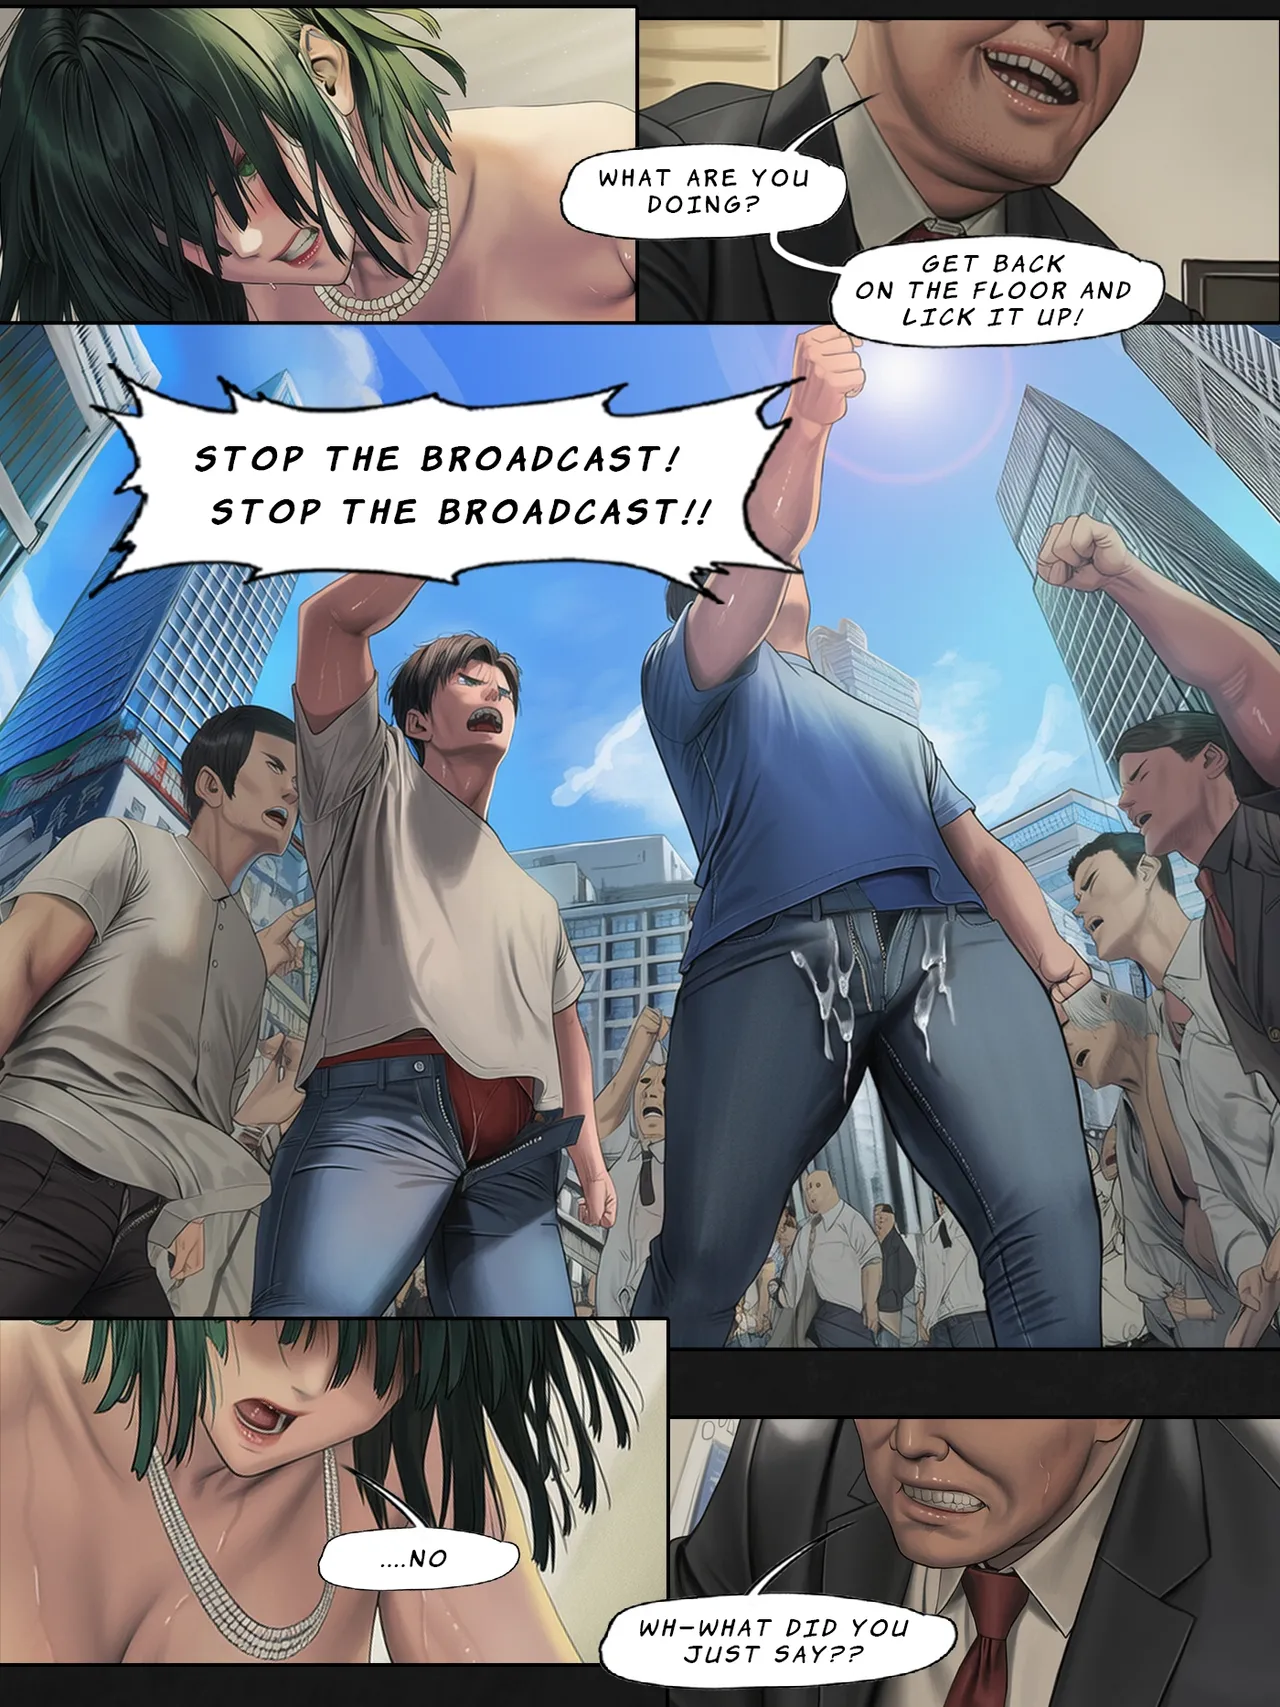 WHAT ARE YOU
DOING?
GET BACK
ON THE FLOOR AND
LICK IT UP!
STOP THE BROADCAST!
STOP THE BROADCAST!!
....NO
WH-WHAT DID YOU
JUST SAY??